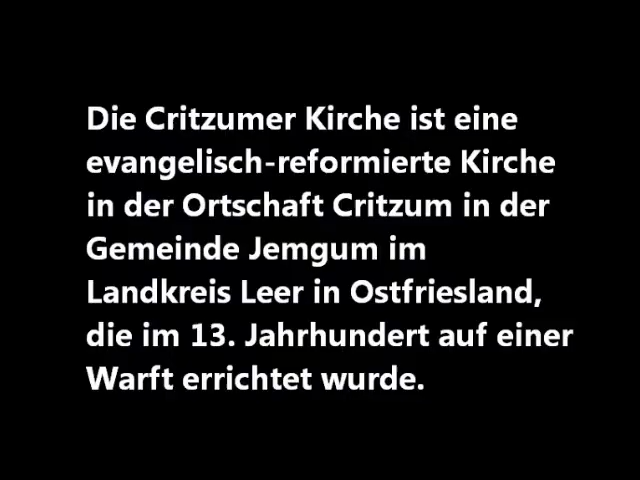 Die Critzumer Kirche ist eine
evangelisch-reformierte Kirche
in der Ortschaft Critzum in der
Gemeinde Jemgum im
Landkreis Leer in Ostfriesland,
die im 13. Jahrhundert auf einer
Warft errichtet wurde.